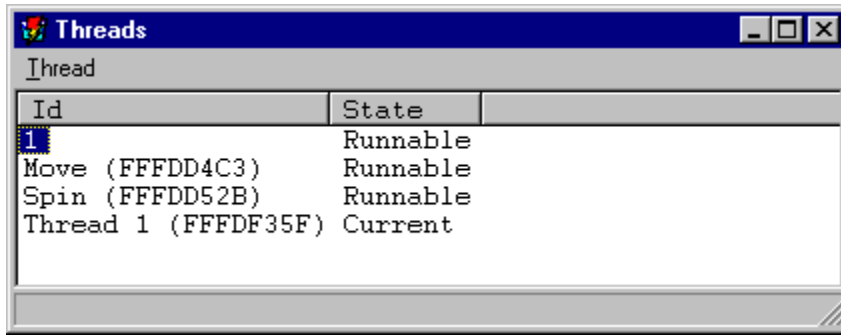 Threads
Thread
Id State
1 Runnable
Move (FFFDD4C3) Runnable
Spin (FFFDD52B) Runnable
Thread 1 (FFFDF35F) Current